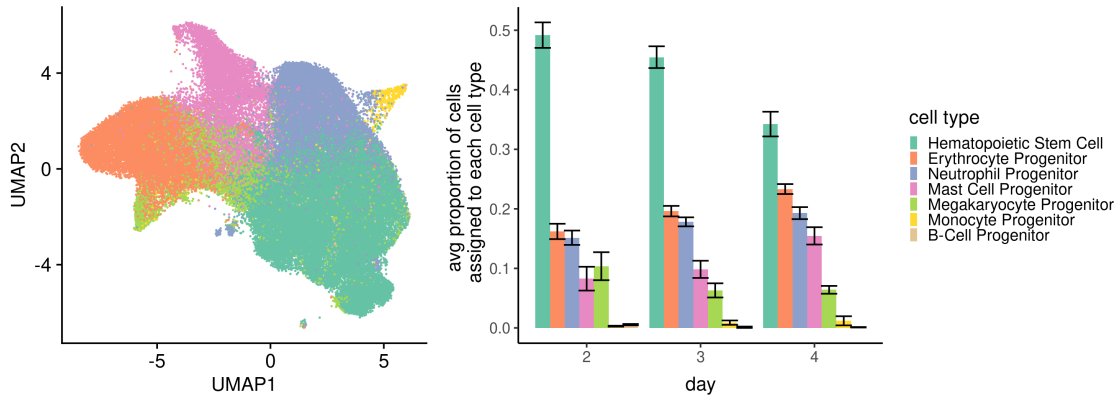 4
0
-4
UMAP2
-5
0
5
UMAP1
avg proportion of cells
assigned to each cell type
0.5
0.4
0.3
0.2
0.1
0.0
2
3
4
day
cell type
Hematopoietic Stem Cell
Erythrocyte Progenitor
Neutrophil Progenitor
Mast Cell Progenitor
Megakaryocyte Progenitor
Monocyte Progenitor
B-Cell Progenitor